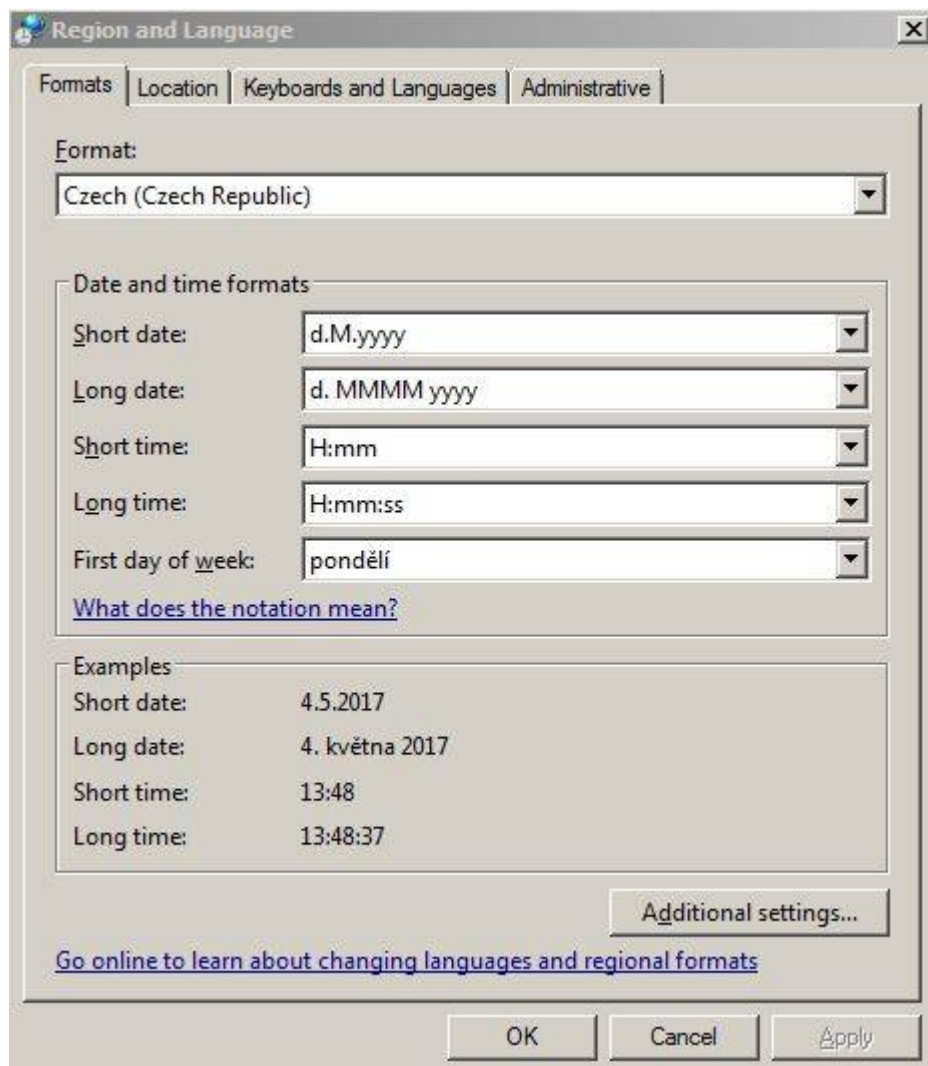 Region and Language
Formats Location Keyboards and Languages Administrative
Format:
Czech (Czech Republic)
Date and time formats
Short date: d.M.yyyy
Long date: d. MMMM yyyy
Short time: H:mm
Long time: H:mm:ss
First day of week: pondělí
What does the notation mean?
Examples
Short date: 4.5.2017
Long date: 4. května 2017
Short time: 13:48
Long time: 13:48:37
Additional settings...
Go online to learn about changing languages and regional formats
OK Cancel Apply